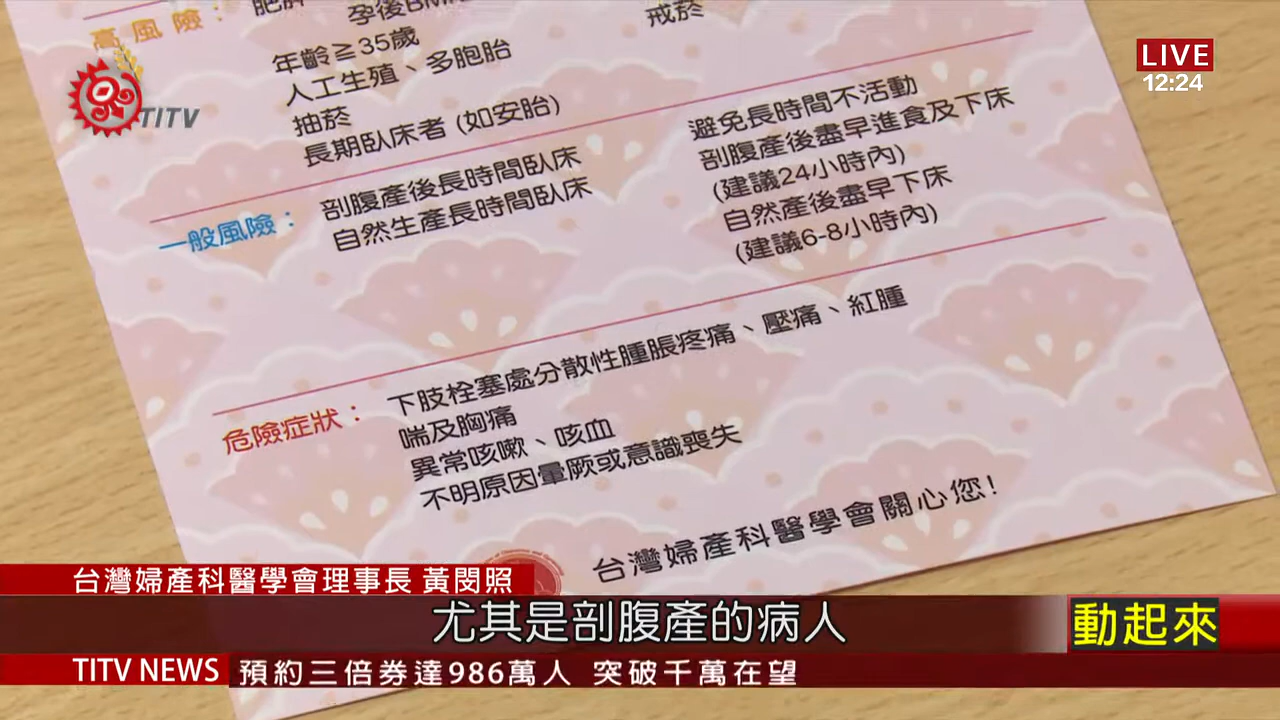 LIVE
12:24
TITV
高風險：
肥胖 孕後BMI
戒菸
年齡≧35歲
人工生殖、多胞胎
抽菸
長期臥床者 (如安胎)
避免長時間不活動
一般風險：
剖腹產後長時間臥床
剖腹產後盡早進食及下床
(建議24小時內)
自然生產長時間臥床
自然產後盡早下床
(建議6-8小時內)
危險症狀：
下肢栓塞處分散性腫脹疼痛、壓痛、紅腫
喘及胸痛
異常咳嗽、咳血
不明原因暈厥或意識喪失
台灣婦產科醫學會關心您!
台灣婦產科醫學會理事長 黃閔照
尤其是剖腹產的病人
動起來
TITV NEWS 預約三倍券達986萬人 突破千萬在望